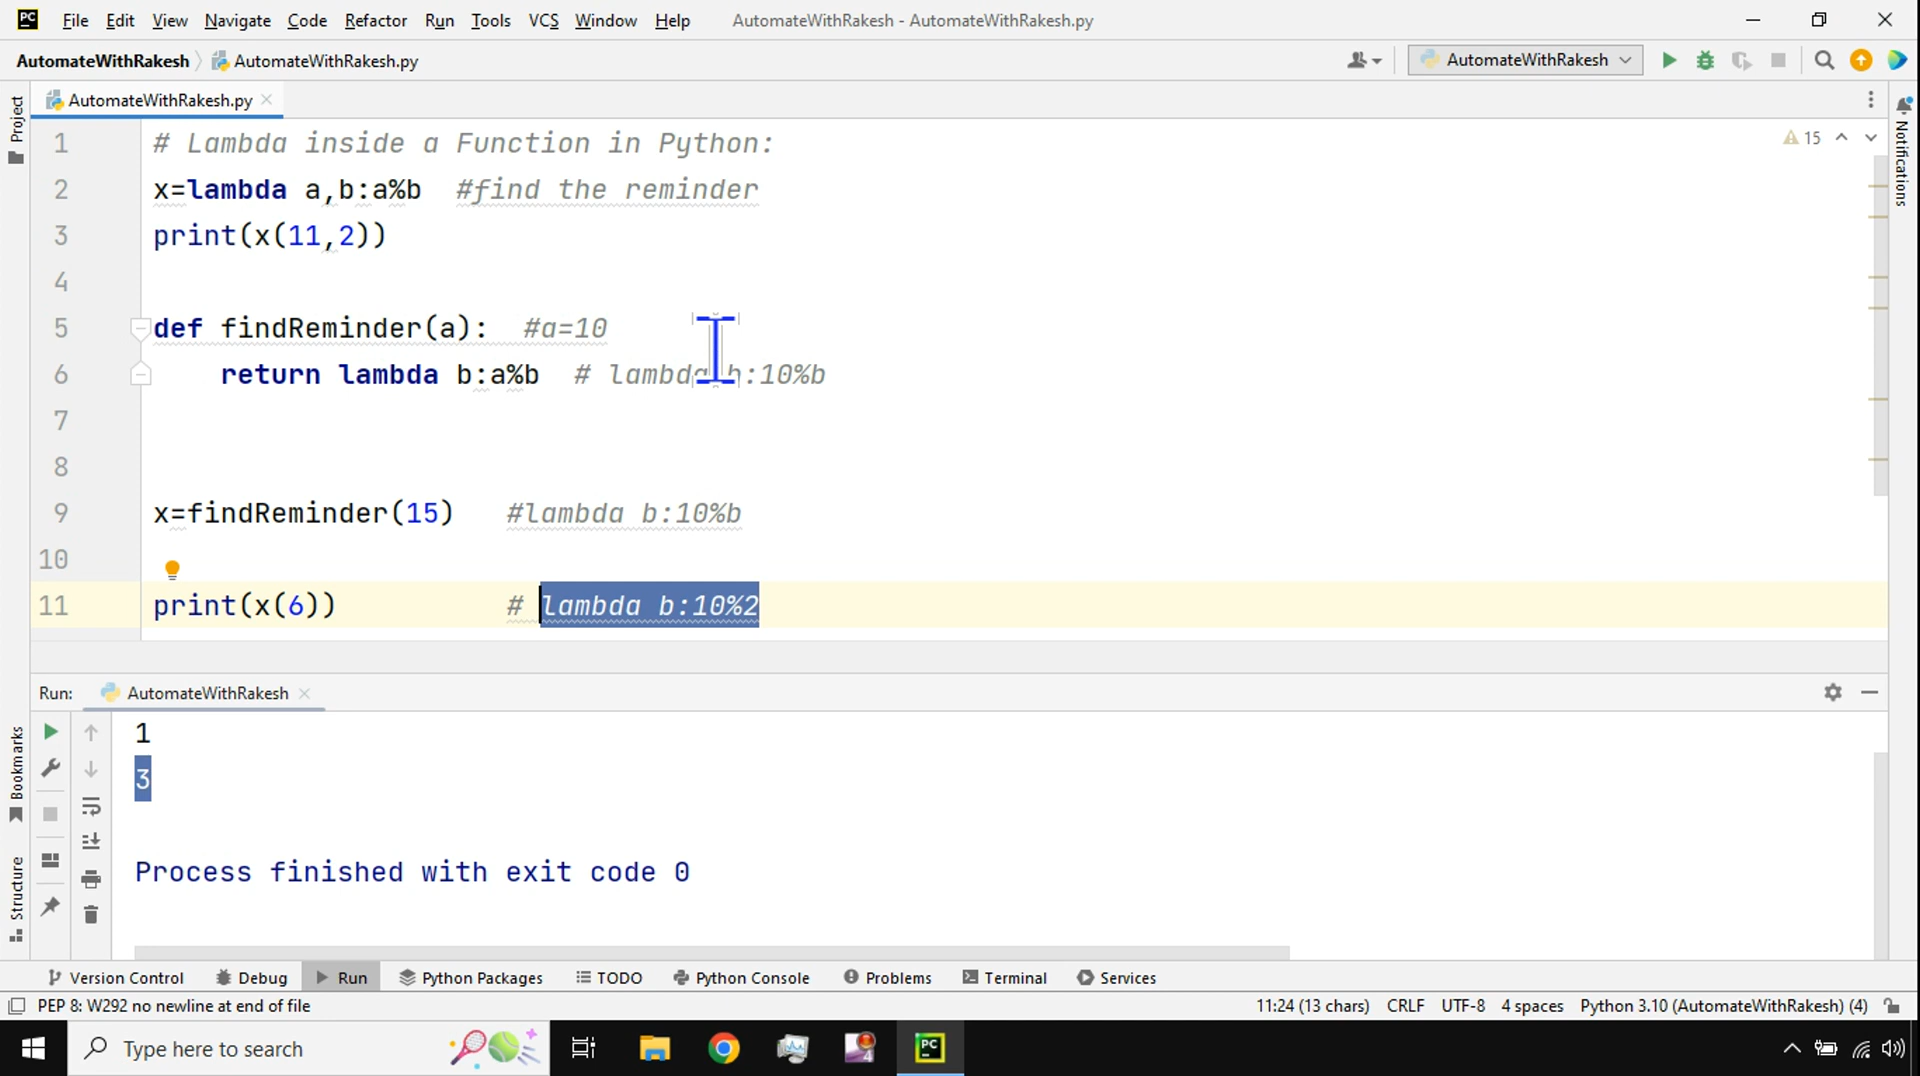 PC File Edit View Navigate Code Refactor Run Tools VCS Window Help AutomateWithRakesh - AutomateWithRakesh.py
AutomateWithRakesh AutomateWithRakesh.py AutomateWithRakesh
Project
AutomateWithRakesh.py
Notifications
15
1 # Lambda inside a Function in Python:
2 x=lambda a,b:a%b #find the reminder
3 print(x(11,2))
4
5 def findReminder(a): #a=10
6 return lambda b:a%b # lambda b:10%b
7
8
9 x=findReminder(15) #lambda b:10%b
10
11 print(x(6)) # lambda b:10%2
Run: AutomateWithRakesh
Bookmarks
Structure
1
3
Process finished with exit code 0
Version Control Debug Run Python Packages TODO Python Console Problems Terminal Services
PEP 8: W292 no newline at end of file 11:24 (13 chars) CRLF UTF-8 4 spaces Python 3.10 (AutomateWithRakesh) (4)
Type here to search 4 PC